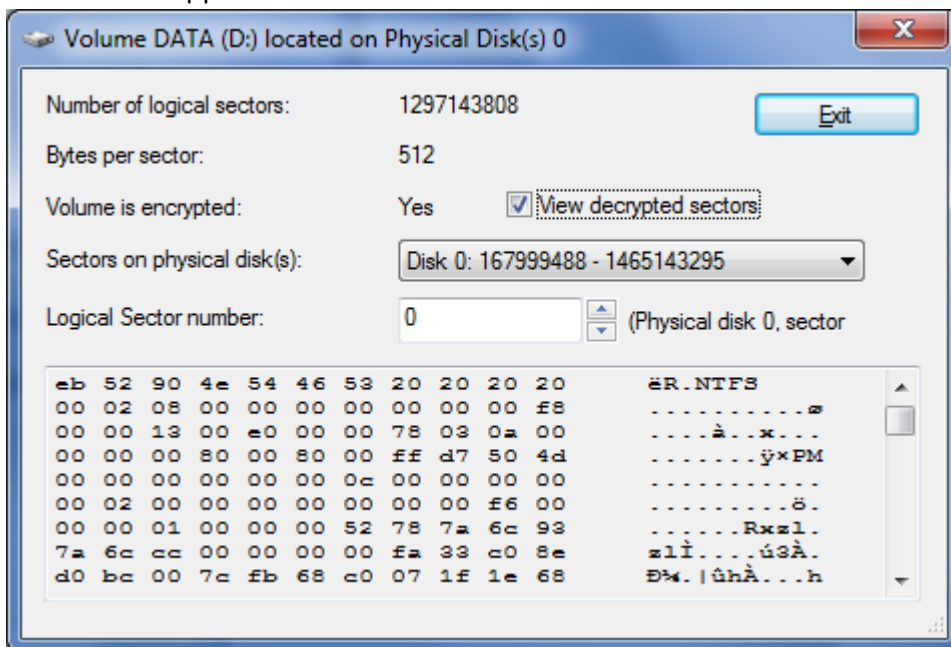 Volume DATA (D:) located on Physical Disk(s) 0
Number of logical sectors: 1297143808
Exit
Bytes per sector: 512
Volume is encrypted: Yes View decrypted sectors
Sectors on physical disk(s): Disk 0: 167999488 - 1465143295
Logical Sector number: 0 (Physical disk 0, sector
eb 52 90 4e 54 46 53 20 20 20 20 ëR.NTFS
00 02 08 00 00 00 00 00 00 00 f8 ..........ø
00 00 13 00 e0 00 00 78 03 0a 00 ....à..x...
00 00 00 80 00 80 00 ff d7 50 4d .......ÿ×PM
00 00 00 00 00 0c 00 00 00 00 00 ...........
00 02 00 00 00 00 00 00 00 f6 00 .........ö.
00 00 01 00 00 00 52 78 7a 6c 93 ......Rxzl.
7a 6c cc 00 00 00 00 fa 33 c0 8e zlÌ....ú3À.
d0 bc 00 7c fb 68 c0 07 1f 1e 68 Ð¼.|ûhÀ...h